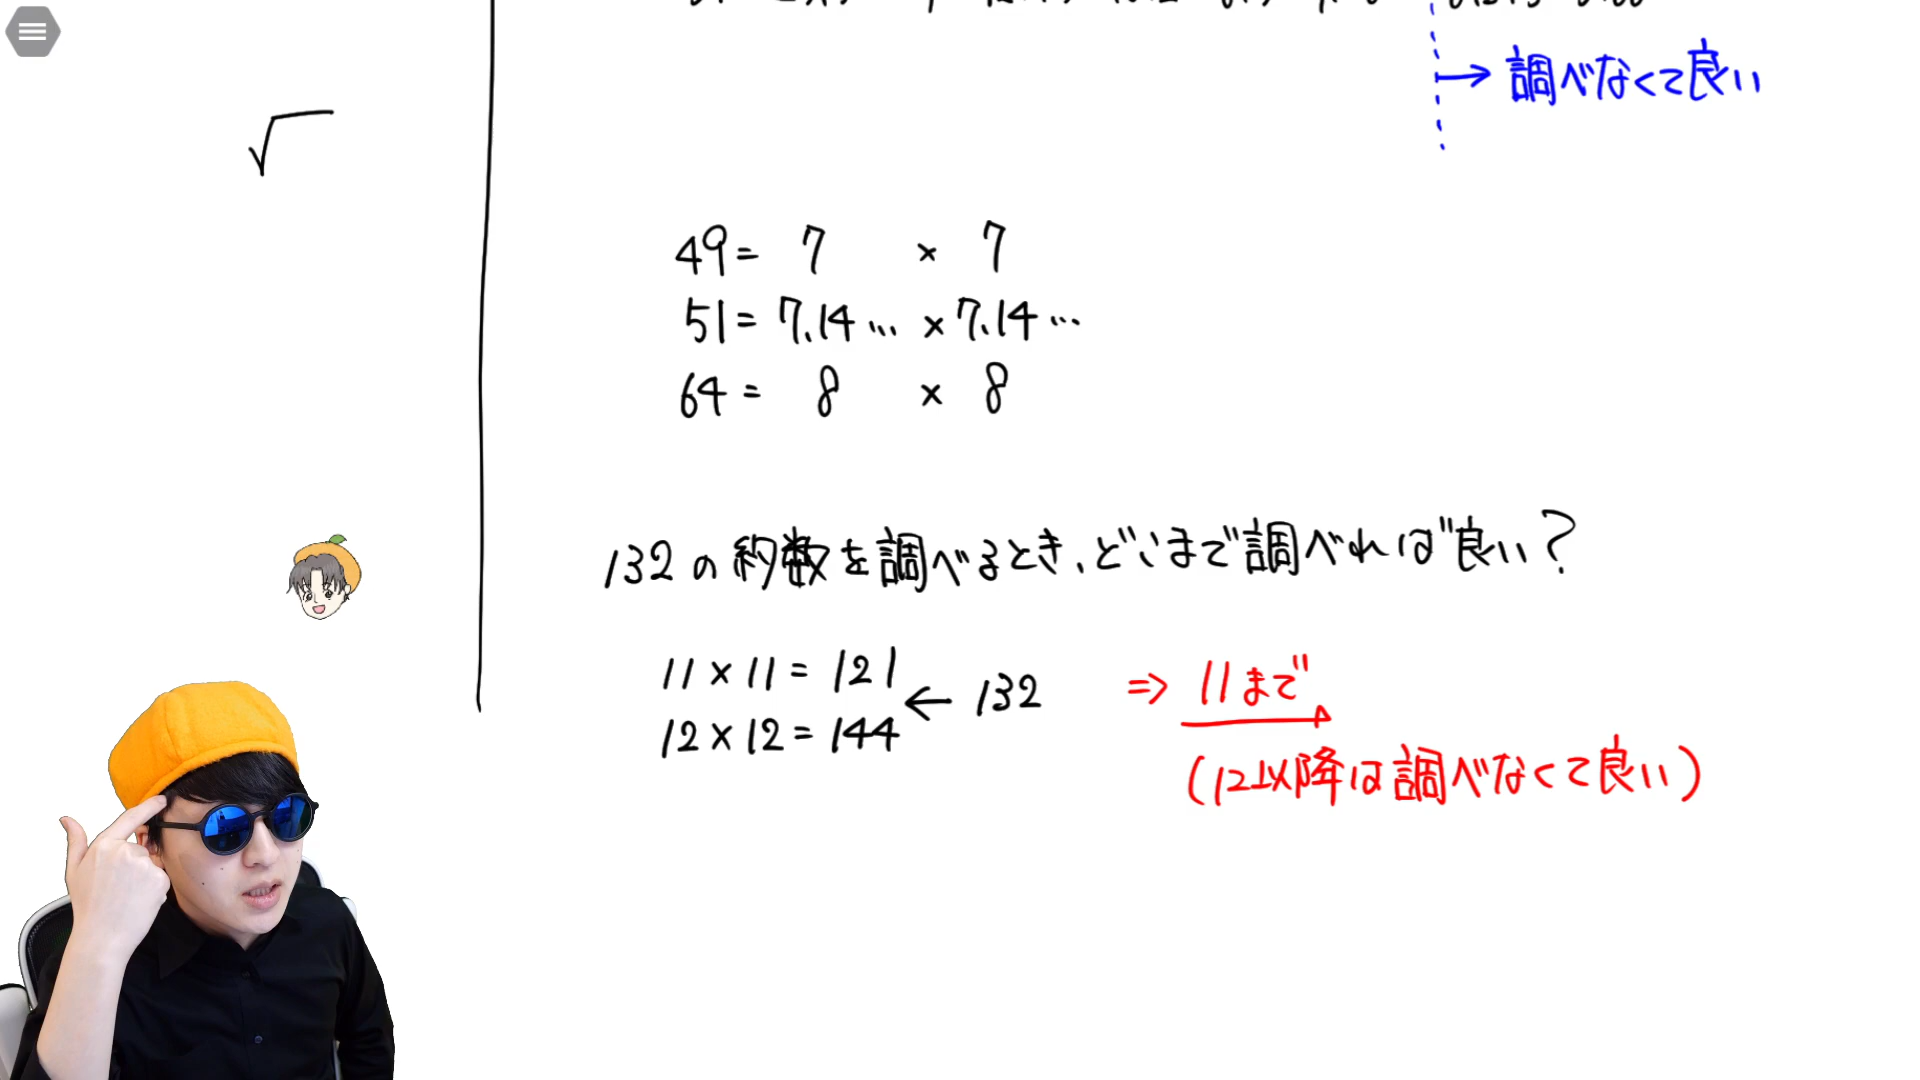 → 調べなくて良い
√
49 = 7 × 7
51 = 7.14… × 7.14…
64 = 8 × 8
132の約数を調べるとき、どこまで調べれば良い?
11 × 11 = 121
← 132 ⇒ 11まで
12 × 12 = 144
(12以降は調べなくて良い)